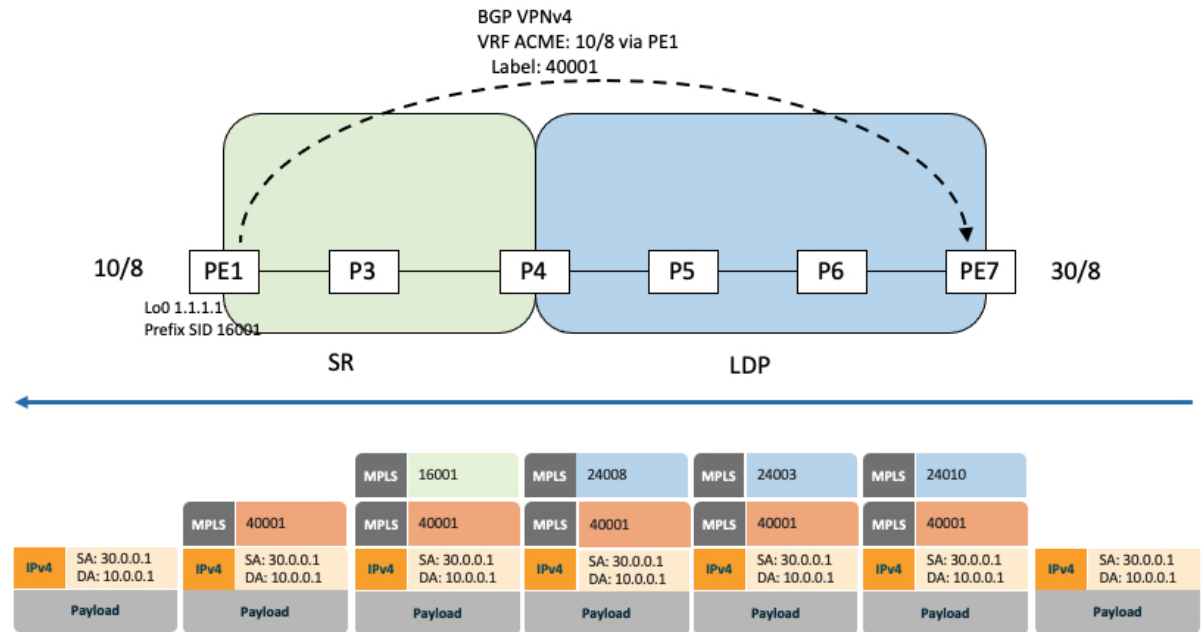 BGP VPNv4
VRF ACME: 10/8 via PE1
Label: 40001
10/8
PE1
P3
P4
P5
P6
PE7
30/8
Lo0 1.1.1.1
Prefix SID 16001
SR
LDP
MPLS 16001
MPLS 24008
MPLS 24003
MPLS 24010
MPLS 40001
MPLS 40001
MPLS 40001
MPLS 40001
MPLS 40001
IPv4
SA: 30.0.0.1
DA: 10.0.0.1
IPv4
SA: 30.0.0.1
DA: 10.0.0.1
IPv4
SA: 30.0.0.1
DA: 10.0.0.1
IPv4
SA: 30.0.0.1
DA: 10.0.0.1
IPv4
SA: 30.0.0.1
DA: 10.0.0.1
IPv4
SA: 30.0.0.1
DA: 10.0.0.1
IPv4
SA: 30.0.0.1
DA: 10.0.0.1
Payload
Payload
Payload
Payload
Payload
Payload
Payload